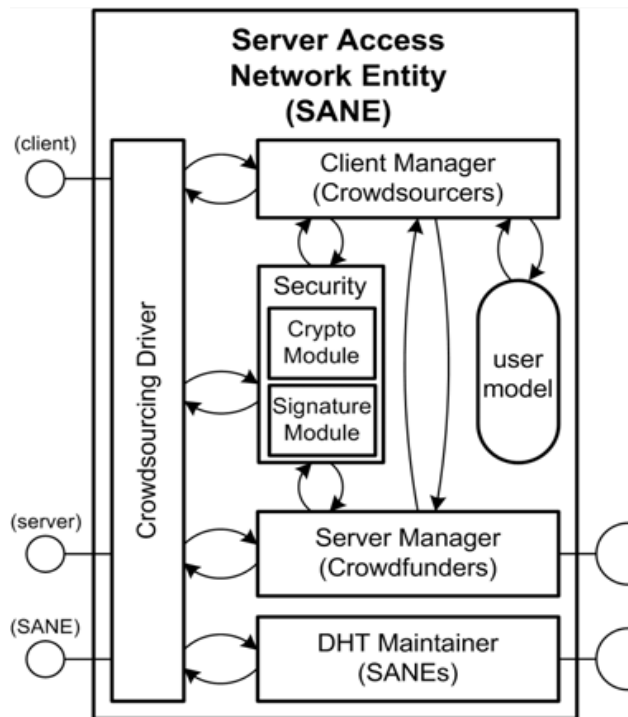 Server Access
Network Entity
(SANE)
(client)
Client Manager
(Crowdsourcers)
Security
Crypto
Module
Signature
Module
user
model
Crowdsourcing Driver
(server)
Server Manager
(Crowdfunders)
(SANE)
DHT Maintainer
(SANEs)